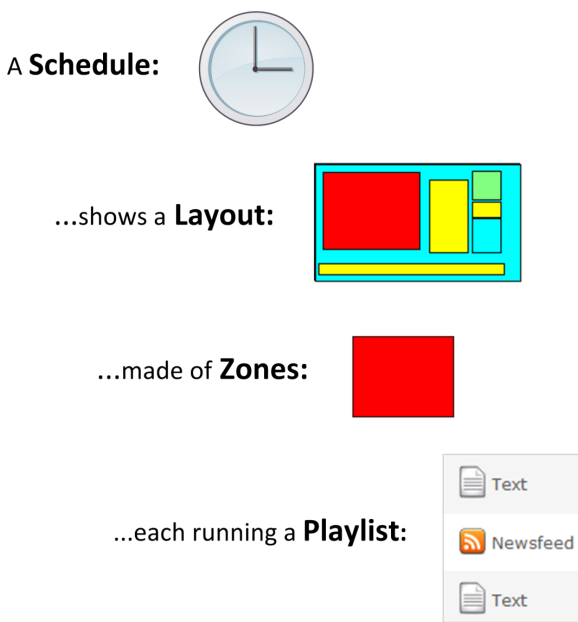 A Schedule:
...shows a Layout:
...made of Zones:
Text
...each running a Playlist:
Newsfeed
Text